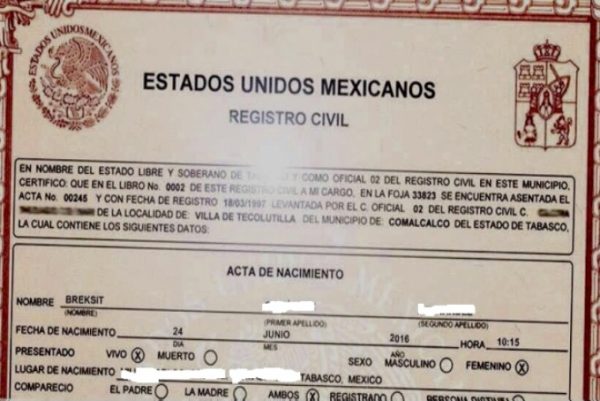 ESTADOS UNIDOS MEXICANOS
ESTADOS UNIDOS MEXICANOS
REGISTRO CIVIL
EN NOMBRE DEL ESTADO LIBRE Y SOBERANO DE Y COMO OFICIAL 02 DEL REGISTRO CIVIL EN ESTE MUNICIPIO,
CERTIFICO: QUE EN EL LIBRO No. 0002 DE ESTE REGISTRO CIVIL A MI CARGO, EN LA FOJA 33823 SE ENCUENTRA ASENTADA EL
ACTA No. 00245 Y CON FECHA DE REGISTRO 18/03/1997 LEVANTADA POR EL C. OFICIAL 02 DEL REGISTRO CIVIL C.
DE LA LOCALIDAD DE: VILLA DE TECOLUTILLA DEL MUNICIPIO DE: COMALCALCO DEL ESTADO DE TABASCO,
LA CUAL CONTIENE LOS SIGUIENTES DATOS:
ACTA DE NACIMIENTO
NOMBRE BREKSIT
(NOMBRE) (PRIMER APELLIDO) (SEGUNDO APELLIDO)
FECHA DE NACIMIENTO: 24 JUNIO 2016 HORA 10:15
DIA MES AÑO
PRESENTADO VIVO MUERTO SEXO MASCULINO FEMENINO
LUGAR DE NACIMIENTO TABASCO, MEXICO
COMPARECIO EL PADRE LA MADRE AMBOS REGISTRADO PERSONA DISTINTA